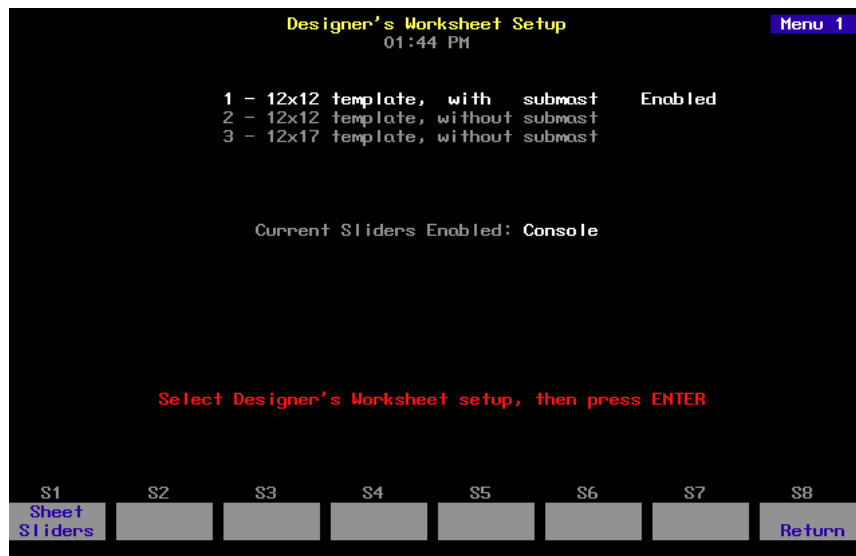 Designer's Worksheet Setup Menu 1
01:44 PM
1 - 12x12 template, with submast Enabled
2 - 12x12 template, without submast
3 - 12x17 template, without submast
Current Sliders Enabled: Console
Select Designer's Worksheet setup, then press ENTER
S1 S2 S3 S4 S5 S6 S7 S8
Sheet
Sliders Return